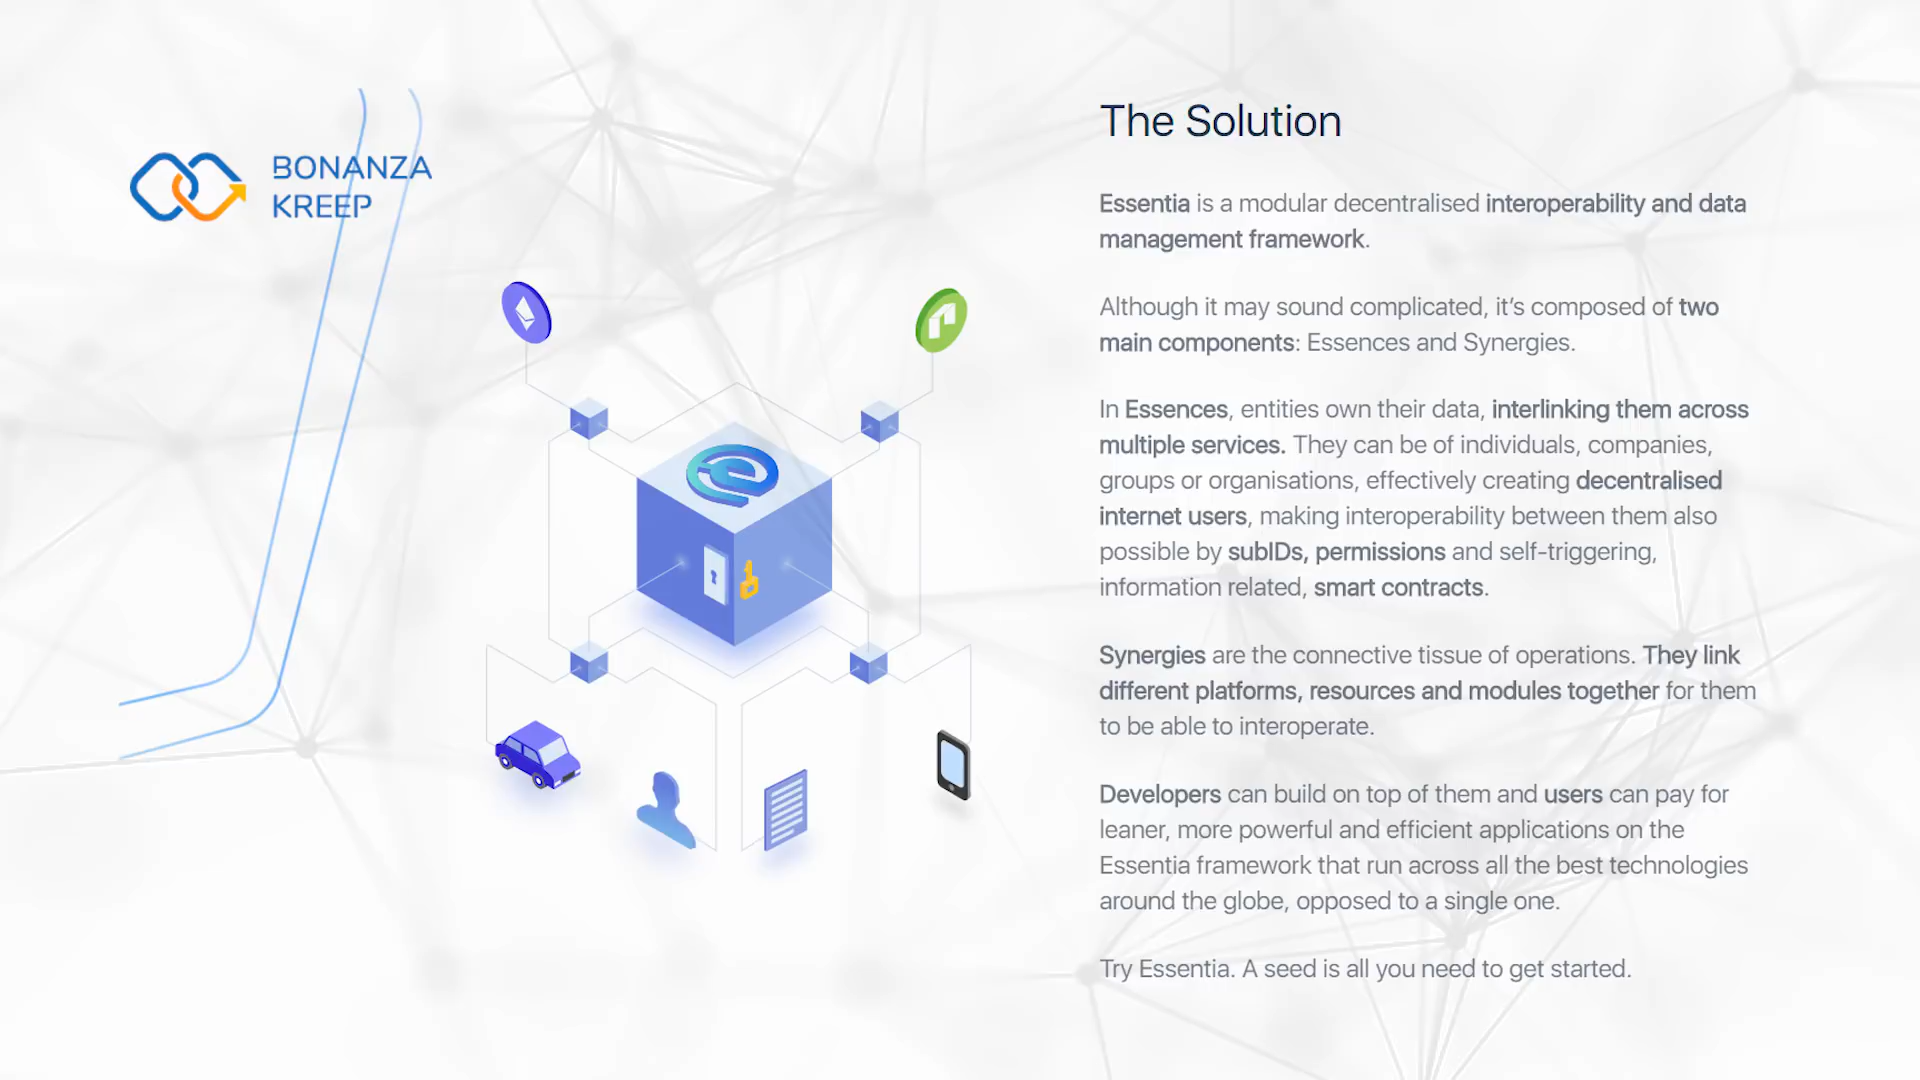 BONANZA
KREEP
The Solution
Essentia is a modular decentralised interoperability and data
management framework.
Although it may sound complicated, it’s composed of two
main components: Essences and Synergies.
In Essences, entities own their data, interlinking them across
multiple services. They can be of individuals, companies,
groups or organisations, effectively creating decentralised
internet users, making interoperability between them also
possible by subIDs, permissions and self-triggering,
information related, smart contracts.
Synergies are the connective tissue of operations. They link
different platforms, resources and modules together for them
to be able to interoperate.
Developers can build on top of them and users can pay for
leaner, more powerful and efficient applications on the
Essentia framework that run across all the best technologies
around the globe, opposed to a single one.
Try Essentia. A seed is all you need to get started.